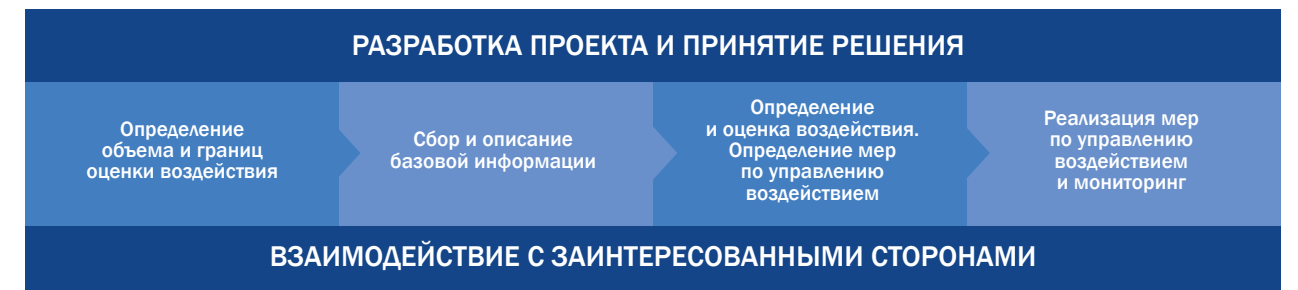 РАЗРАБОТКА ПРОЕКТА И ПРИНЯТИЕ РЕШЕНИЯ
Определение
объема и границ
оценки воздействия
Сбор и описание
базовой информации
Определение
и оценка воздействия.
Определение мер
по управлению
воздействием
Реализация мер
по управлению
воздействием
и мониторинг
ВЗАИМОДЕЙСТВИЕ С ЗАИНТЕРЕСОВАННЫМИ СТОРОНАМИ